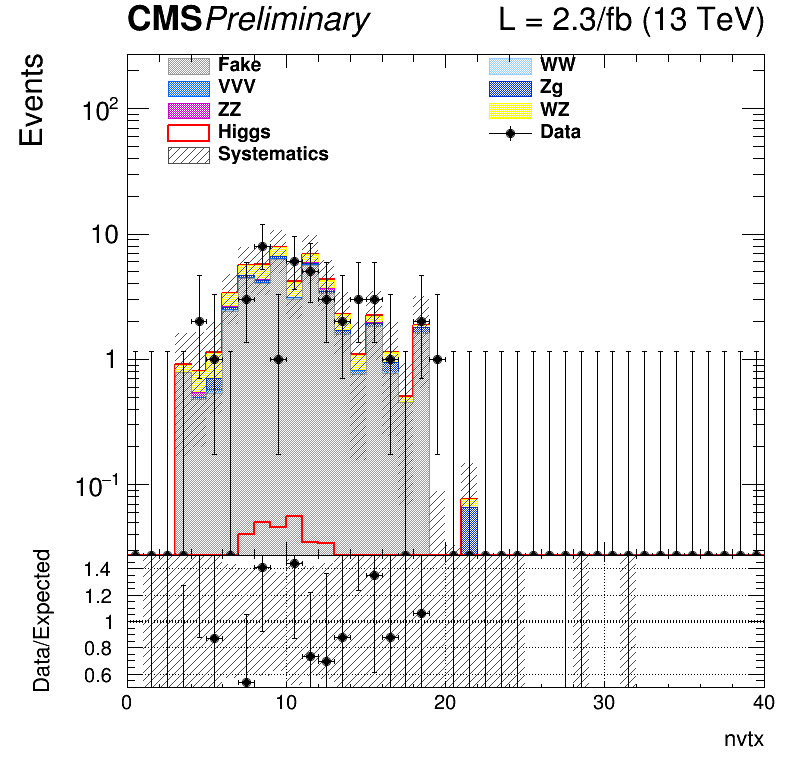 CMS Preliminary L = 2.3/fb (13 TeV)
Events
Fake WW
VVV Zg
ZZ WZ
Higgs Data
Systematics
10²
10
1
10⁻¹
Data/Expected
1.4
1.2
1
0.8
0.6
0 10 20 30 40
nvtx